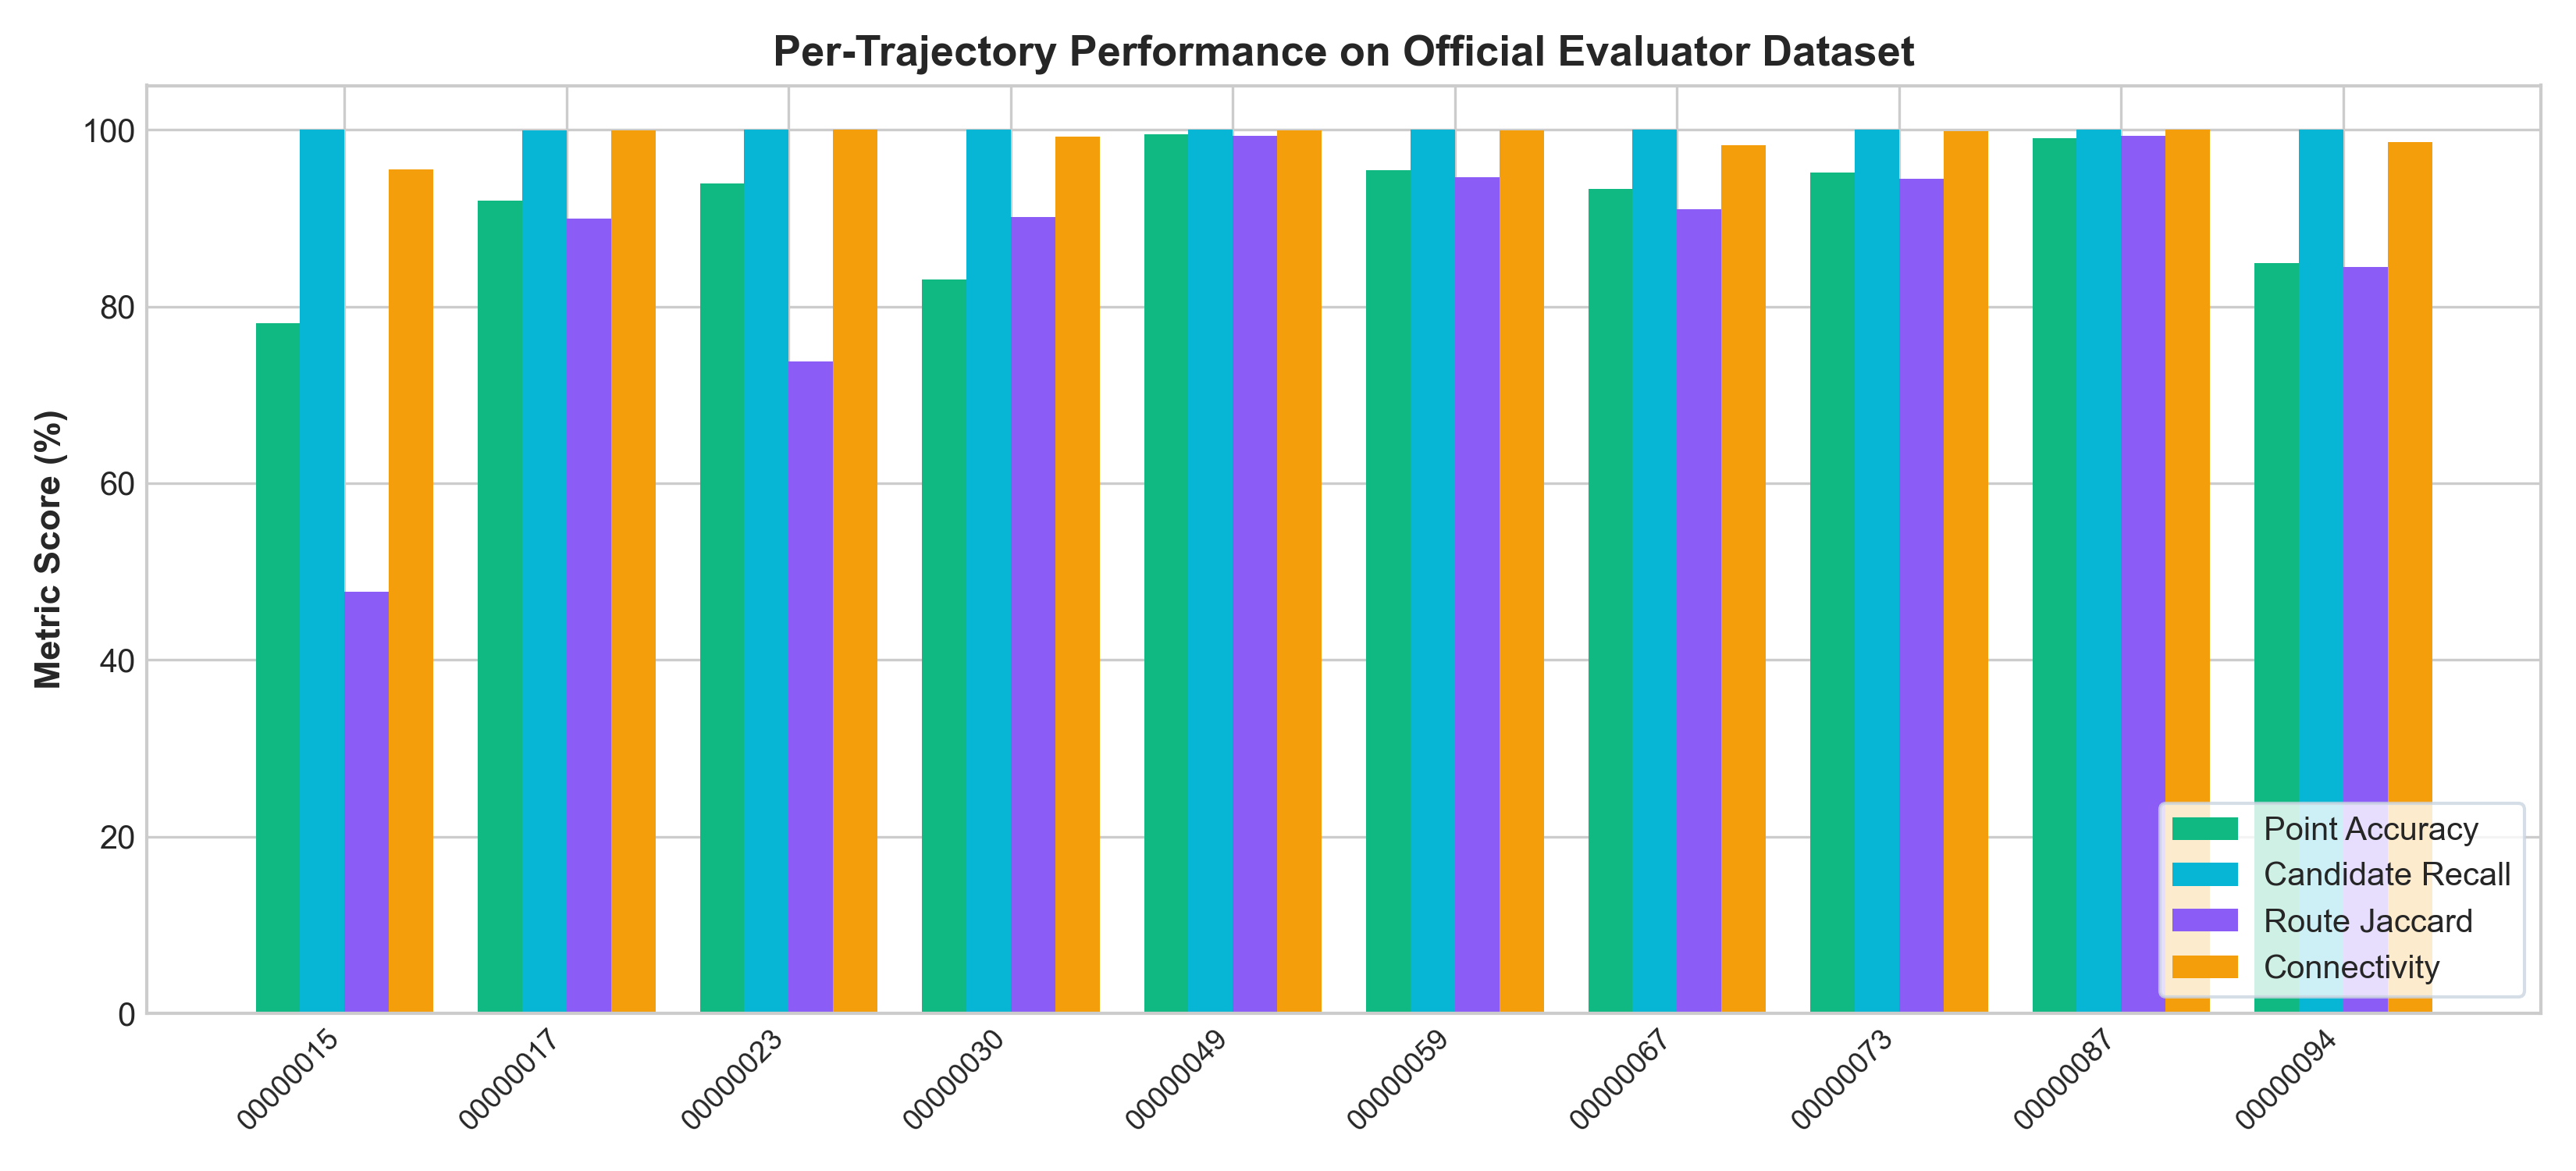 Per-Trajectory Performance on Official Evaluator Dataset
Metric Score (%)
100
80
60
40
20
0
00000015
00000017
00000023
00000030
00000049
00000059
00000067
00000073
00000087
00000094
Point Accuracy
Candidate Recall
Route Jaccard
Connectivity